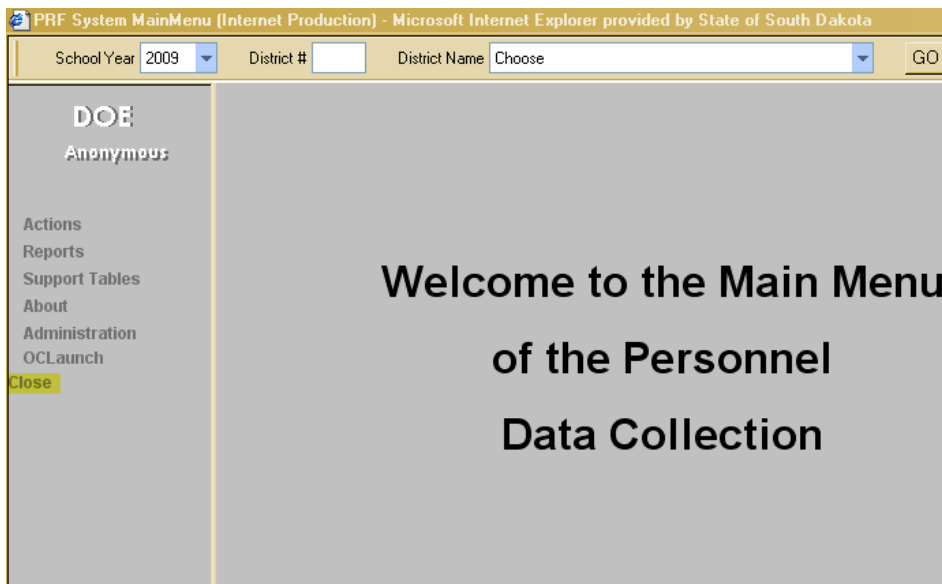 PRF System MainMenu (Internet Production) - Microsoft Internet Explorer provided by State of South Dakota
School Year 2009 District # District Name Choose GO
DOE
Anonymous
Actions
Reports
Support Tables
About
Administration
OCLaunch
Close
Welcome to the Main Menu
of the Personnel
Data Collection